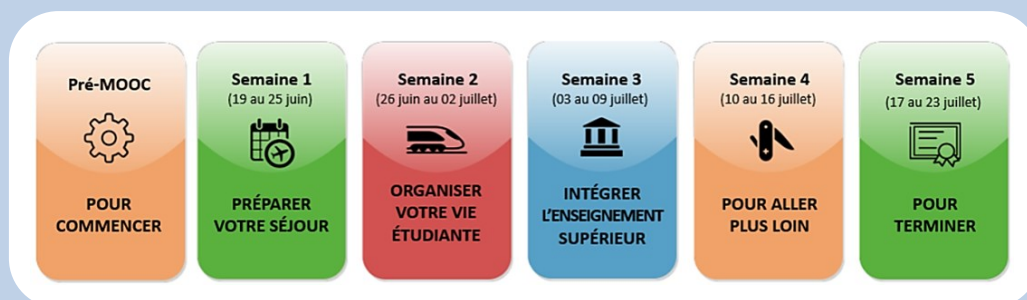 Pré-MOOC
POUR
COMMENCER
Semaine 1
(19 au 25 juin)
PRÉPARER
VOTRE SÉJOUR
Semaine 2
(26 juin au 02 juillet)
ORGANISER
VOTRE VIE
ÉTUDIANTE
Semaine 3
(03 au 09 juillet)
INTÉGRER
L'ENSEIGNEMENT
SUPÉRIEUR
Semaine 4
(10 au 16 juillet)
POUR ALLER
PLUS LOIN
Semaine 5
(17 au 23 juillet)
POUR
TERMINER